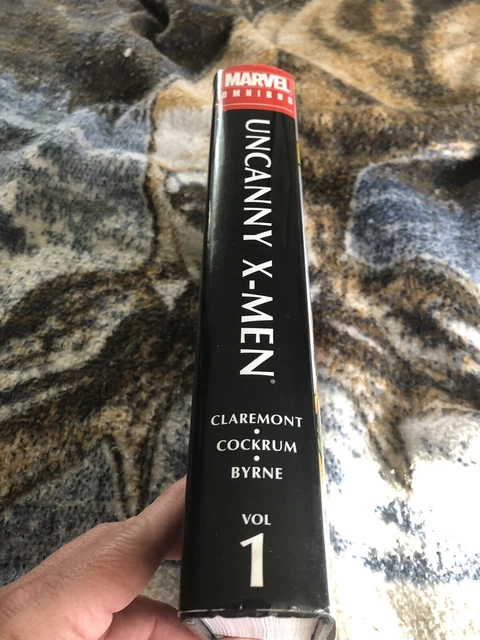 MARVEL
OMNIBUS
UNCANNY X-MEN
CLAREMONT
•
COCKRUM
•
BYRNE
VOL
1